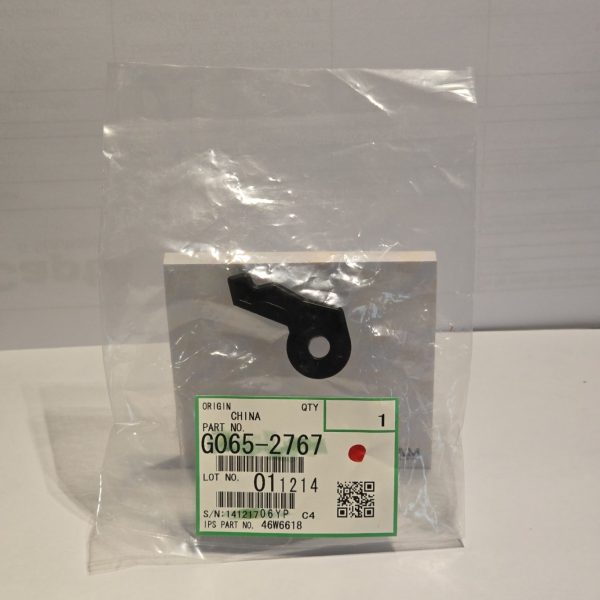 ORIGIN QTY
CHINA 1
PART NO.
G065-2767
LOT NO. 011214
S/N:14121706YP C4
IPS PART NO. 46W6618